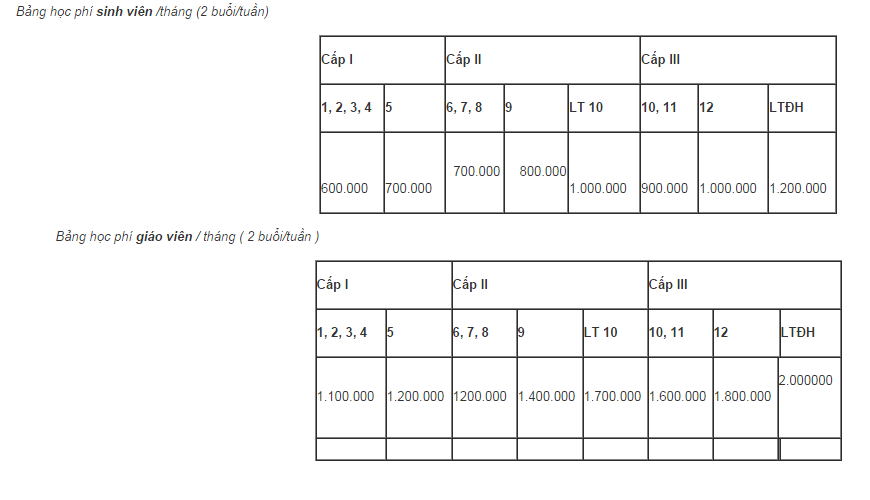 Bảng học phí sinh viên /tháng (2 buổi/tuần)
Cấp I Cấp II Cấp III
1, 2, 3, 4 5 6, 7, 8 9 LT 10 10, 11 12 LTĐH
600.000 700.000 700.000 800.000 1.000.000 900.000 1.000.000 1.200.000
Bảng học phí giáo viên / tháng ( 2 buổi/tuần )
Cấp I Cấp II Cấp III
1, 2, 3, 4 5 6, 7, 8 9 LT 10 10, 11 12 LTĐH
1.100.000 1.200.000 1200.000 1.400.000 1.700.000 1.600.000 1.800.000 2.000000